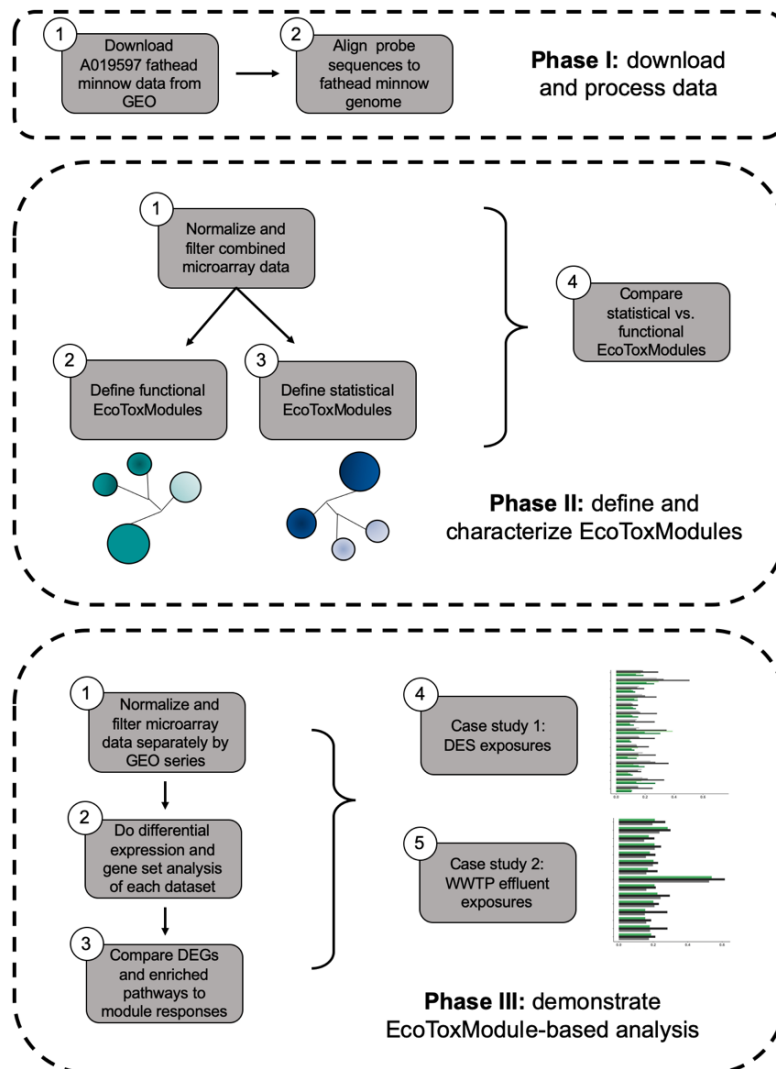 1
Download
A019597 fathead
minnow data from
GEO
2
Align probe
sequences to
fathead minnow
genome
Phase I: download
and process data
1
Normalize and
filter combined
microarray data
2
Define functional
EcoToxModules
3
Define statistical
EcoToxModules
4
Compare
statistical vs.
functional
EcoToxModules
Phase II: define and
characterize EcoToxModules
1
Normalize and
filter microarray
data separately by
GEO series
2
Do differential
expression and
gene set analysis
of each dataset
3
Compare DEGs
and enriched
pathways to
module responses
4
Case study 1:
DES exposures
5
Case study 2:
WWTP effluent
exposures
Phase III: demonstrate
EcoToxModule-based analysis